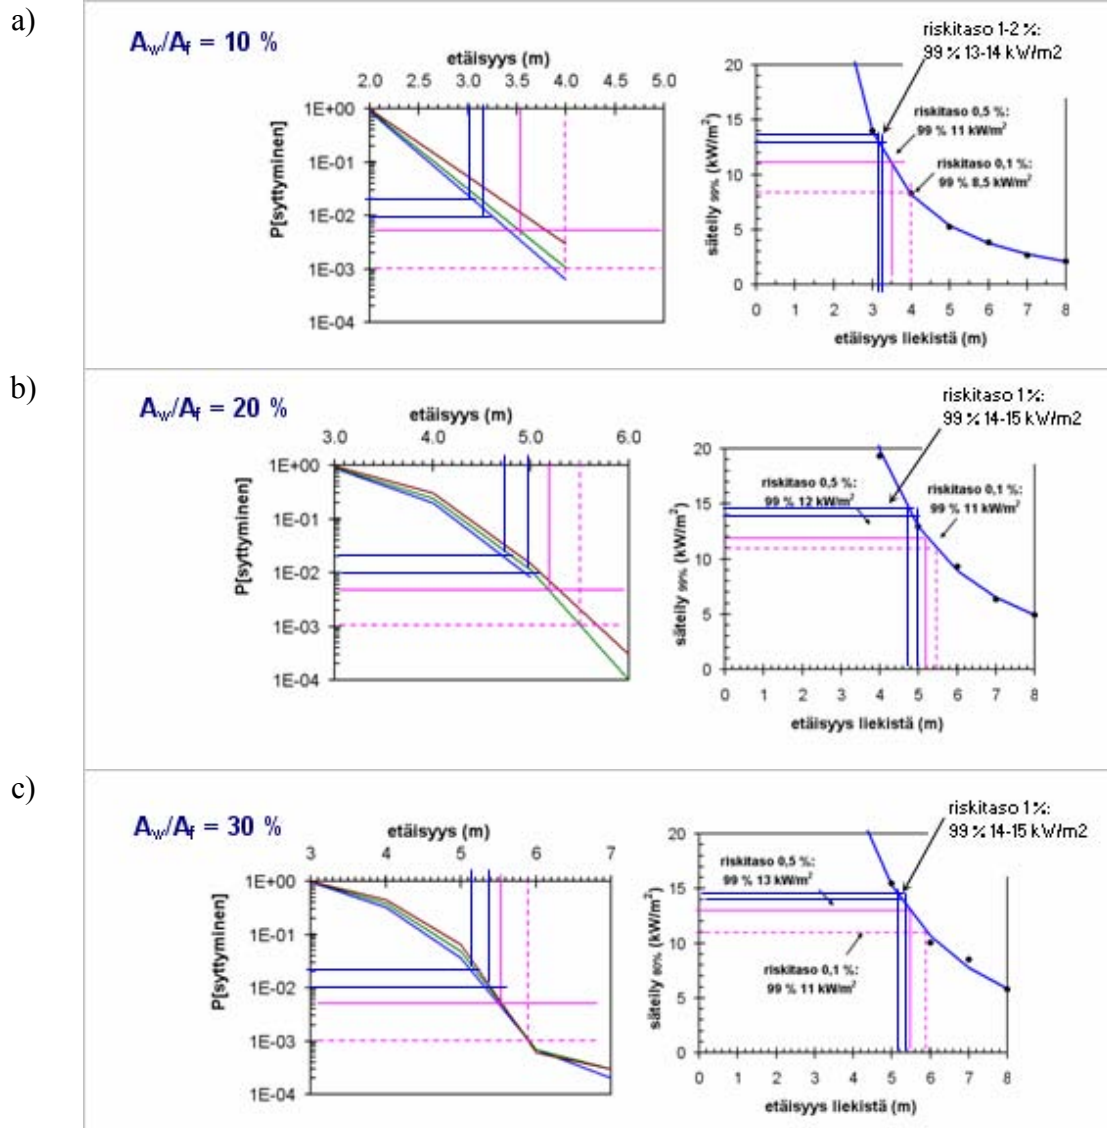 a)
A_w/A_f = 10 %
etäisyys (m)
2.0 2.5 3.0 3.5 4.0 4.5 5.0
1E+00
1E-01
1E-02
1E-03
1E-04
P[syttyminen]
riskitaso 1-2 %:
99 % 13-14 kW/m2
riskitaso 0,5 %:
99 % 11 kW/m²
riskitaso 0,1 %:
99 % 8,5 kW/m²
20
15
10
5
0
säteily 99% (kW/m²)
0 1 2 3 4 5 6 7 8
etäisyys liekistä (m)
b)
A_w/A_f = 20 %
etäisyys (m)
3.0 4.0 5.0 6.0
1E+00
1E-01
1E-02
1E-03
1E-04
P[syttyminen]
riskitaso 1 %:
99 % 14-15 kW/m2
riskitaso 0,5 %:
99 % 12 kW/m²
riskitaso 0,1 %:
99 % 11 kW/m²
20
15
10
5
0
säteily 99% (kW/m²)
0 1 2 3 4 5 6 7 8
etäisyys liekistä (m)
c)
A_w/A_f = 30 %
etäisyys (m)
3 4 5 6 7
1E+00
1E-01
1E-02
1E-03
1E-04
P[syttyminen]
riskitaso 1 %:
99 % 14-15 kW/m2
riskitaso 0,5 %:
99 % 13 kW/m²
riskitaso 0,1 %:
99 % 11 kW/m²
20
15
10
5
0
säteily 80% (kW/m²)
0 1 2 3 4 5 6 7 8
etäisyys liekistä (m)